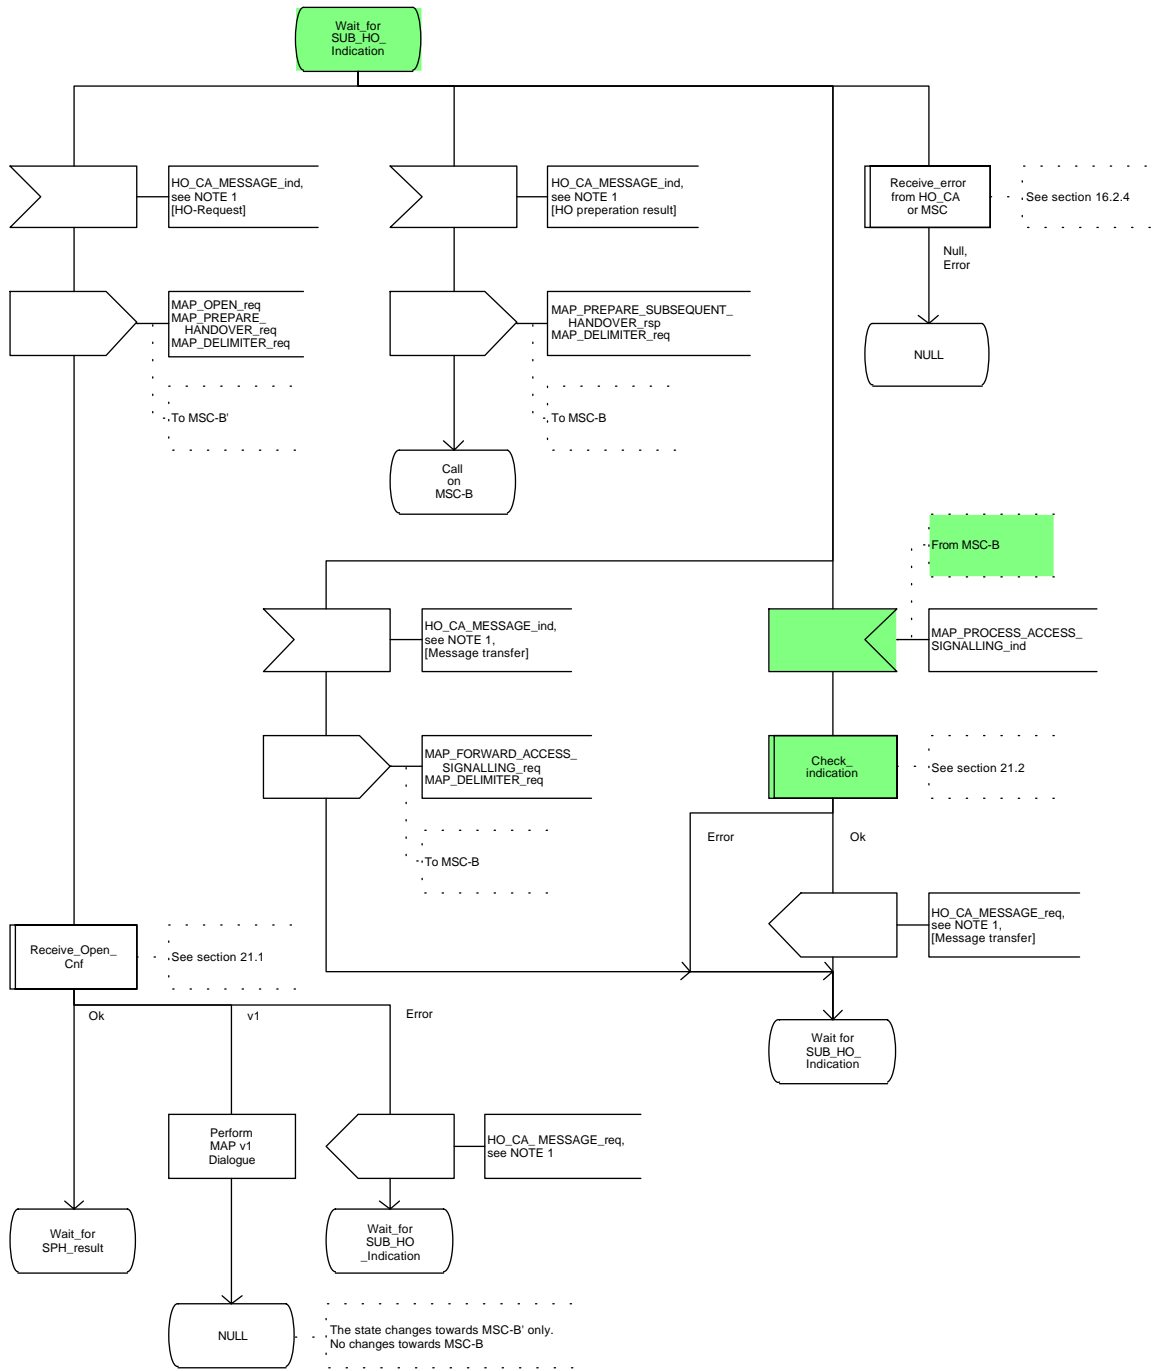 Wait_for
SUB_HO_
Indication
HO_CA_MESSAGE_ind,
see NOTE 1
[HO-Request]
HO_CA_MESSAGE_ind,
see NOTE 1
[HO preperation result]
Receive_error
from HO_CA
or MSC
See section 16.2.4
Null,
Error
MAP_OPEN_req
MAP_PREPARE_
HANDOVER_req
MAP_DELIMITER_req
MAP_PREPARE_SUBSEQUENT_
HANDOVER_rsp
MAP_DELIMITER_req
NULL
To MSC-B'
To MSC-B
Call
on
MSC-B
From MSC-B
HO_CA_MESSAGE_ind,
see NOTE 1,
[Message transfer]
MAP_PROCESS_ACCESS_
SIGNALLING_ind
MAP_FORWARD_ACCESS_
SIGNALLING_req
MAP_DELIMITER_req
Check_
indication
See section 21.2
Error
Ok
To MSC-B
HO_CA_MESSAGE_req,
see NOTE 1,
[Message transfer]
Receive_Open_
Cnf
See section 21.1
Ok
v1
Error
Wait for
SUB_HO_
Indication
Perform
MAP v1
Dialogue
HO_CA_ MESSAGE_req,
see NOTE 1
Wait_for
SPH_result
Wait_for
SUB_HO
_Indication
NULL
The state changes towards MSC-B' only.
No changes towards MSC-B